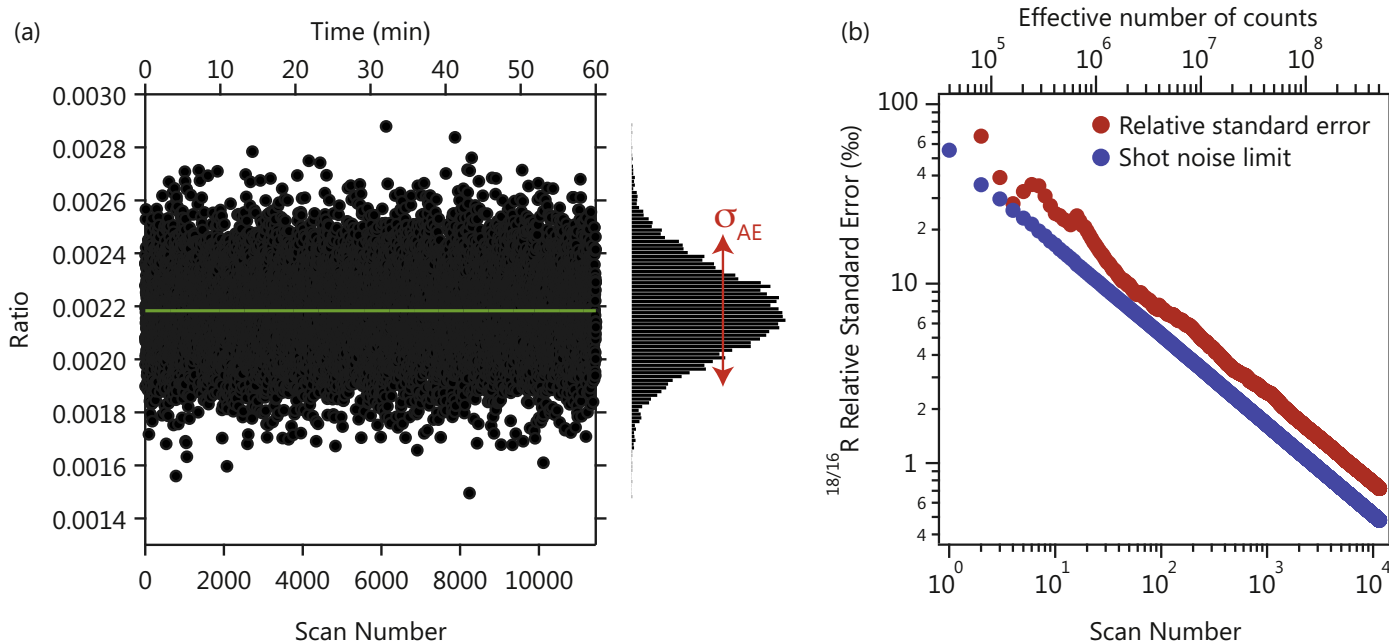 (a)
Time (min)
0 10 20 30 40 50 60
0.0030
0.0028
0.0026
0.0024
0.0022
0.0020
0.0018
0.0016
0.0014
Ratio
0 2000 4000 6000 8000 10000
Scan Number
σAE
(b)
Effective number of counts
10^5 10^6 10^7 10^8
Relative standard error
Shot noise limit
100
6
4
2
10
6
4
2
1
6
4
18/16R Relative Standard Error (‰)
10^0 10^1 10^2 10^3 10^4
Scan Number